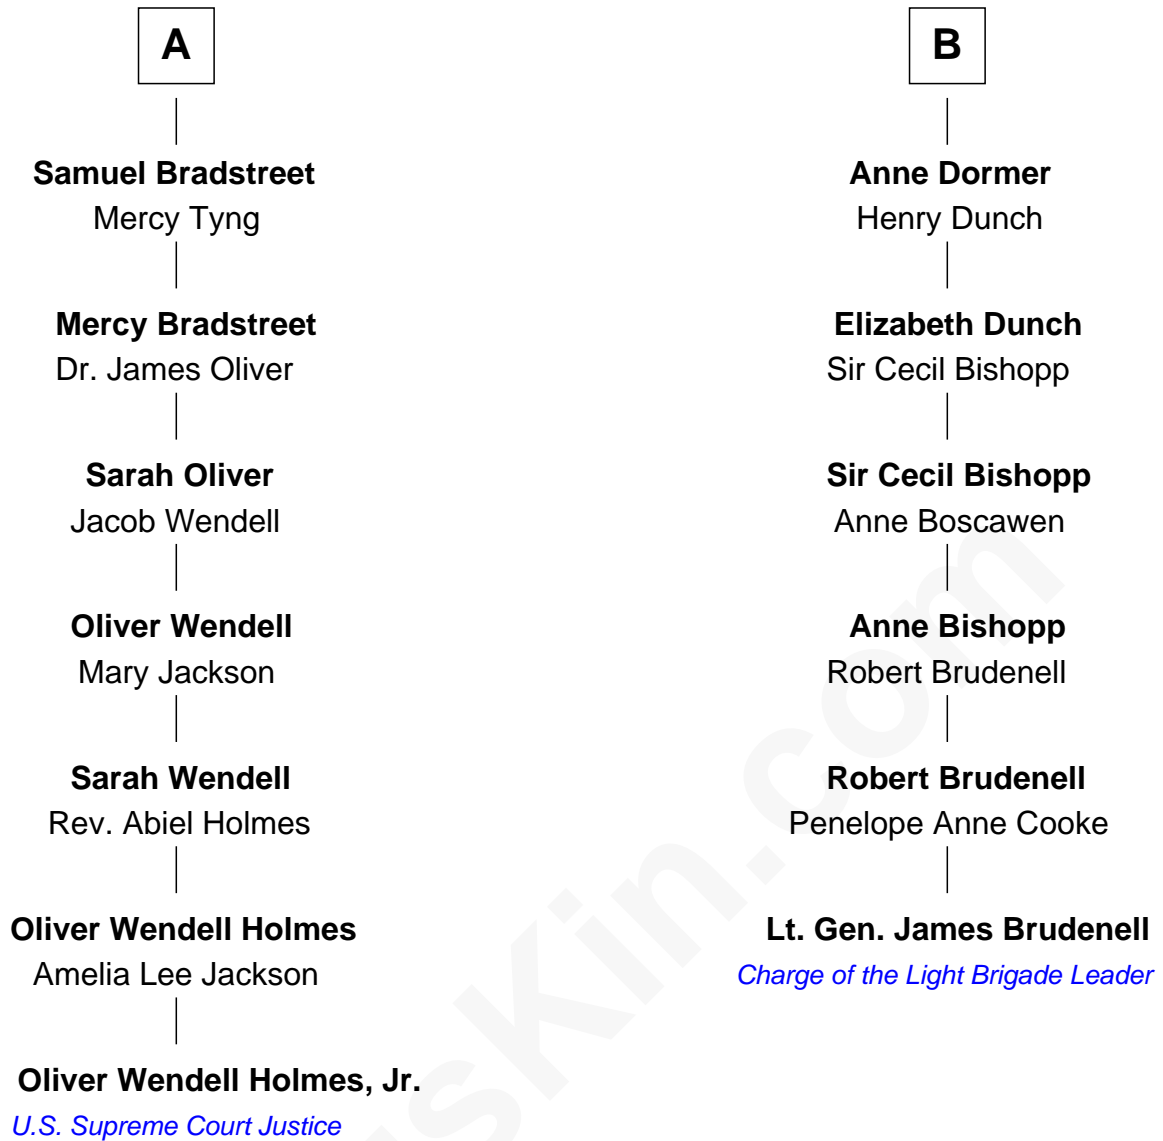 A
Samuel Bradstreet
Mercy Tyng
Mercy Bradstreet
Dr. James Oliver
Sarah Oliver
Jacob Wendell
Oliver Wendell
Mary Jackson
Sarah Wendell
Rev. Abiel Holmes
Oliver Wendell Holmes
Amelia Lee Jackson
Oliver Wendell Holmes, Jr.
U.S. Supreme Court Justice
B
Anne Dormer
Henry Dunch
Elizabeth Dunch
Sir Cecil Bishopp
Sir Cecil Bishopp
Anne Boscawen
Anne Bishopp
Robert Brudenell
Robert Brudenell
Penelope Anne Cooke
Lt. Gen. James Brudenell
Charge of the Light Brigade Leader